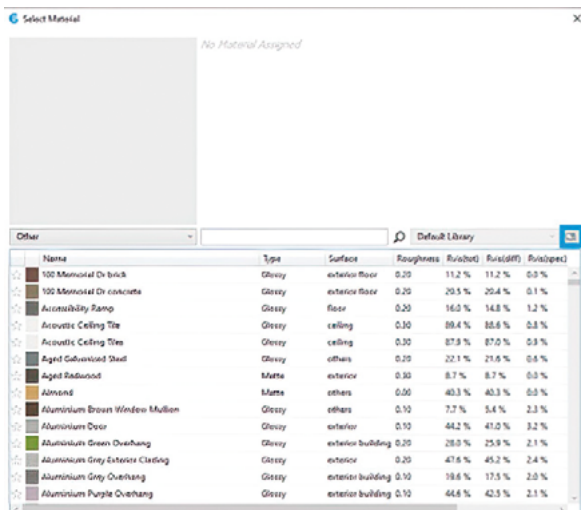 Select Material
No Material Assigned
Other Default Library
Name Type Surface Roughness Rvis(tot) Rvis(diff) Rvis(spec)
100 Memorial Dr brick Glossy exterior floor 0.20 11.2 % 11.2 % 0.0 %
100 Memorial Dr concrete Glossy exterior floor 0.20 20.5 % 20.4 % 0.1 %
Accessibility Ramp Glossy floor 0.20 16.0 % 14.8 % 1.2 %
Acoustic Ceiling Tile Glossy ceiling 0.30 89.4 % 88.6 % 0.8 %
Acoustic Ceiling Tiles Glossy ceiling 0.30 87.9 % 87.0 % 0.9 %
Aged Galvanized Steel Glossy others 0.20 22.1 % 21.6 % 0.6 %
Aged Redwood Matte exterior 0.30 8.7 % 8.7 % 0.0 %
Almond Matte others 0.00 40.3 % 40.3 % 0.0 %
Aluminium Brown Window Mullion Glossy others 0.10 7.7 % 5.4 % 2.3 %
Aluminium Door Glossy exterior 0.10 44.2 % 41.0 % 3.2 %
Aluminium Green Overhang Glossy exterior building 0.20 28.0 % 25.9 % 2.1 %
Aluminium Grey Exterior Cladding Glossy exterior 0.20 47.6 % 45.2 % 2.4 %
Aluminium Grey Overhang Glossy exterior building 0.10 19.6 % 17.5 % 2.0 %
Aluminium Purple Overhang Glossy exterior building 0.10 44.6 % 42.5 % 2.1 %